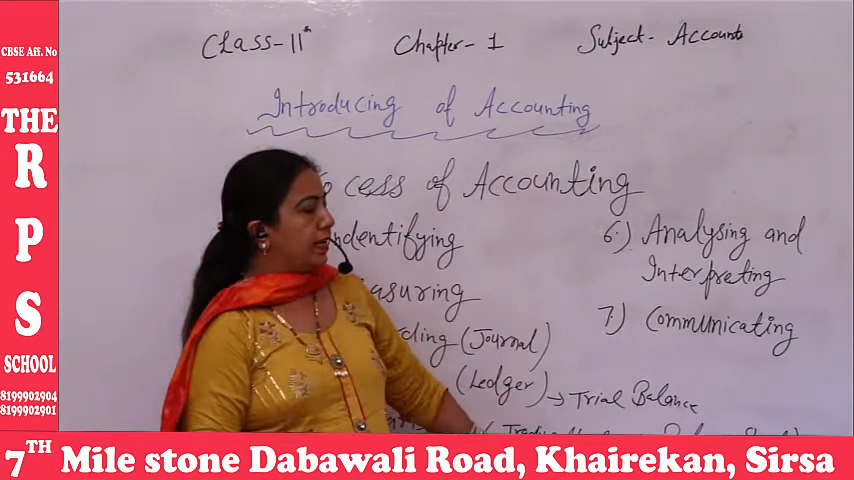 CBSE Aff. No
531664
THE
R
P
S
SCHOOL
8199902904
8199902901
Class-11th
Chapter-1
Subject- Accounts
Introducing of Accounting
cess of Accounting
ndentifying
asuring
ding (Journal)
(Ledger) → Trial Balance
6.) Analysing and
Interpreting
7.) Communicating
7TH Mile stone Dabawali Road, Khairekan, Sirsa